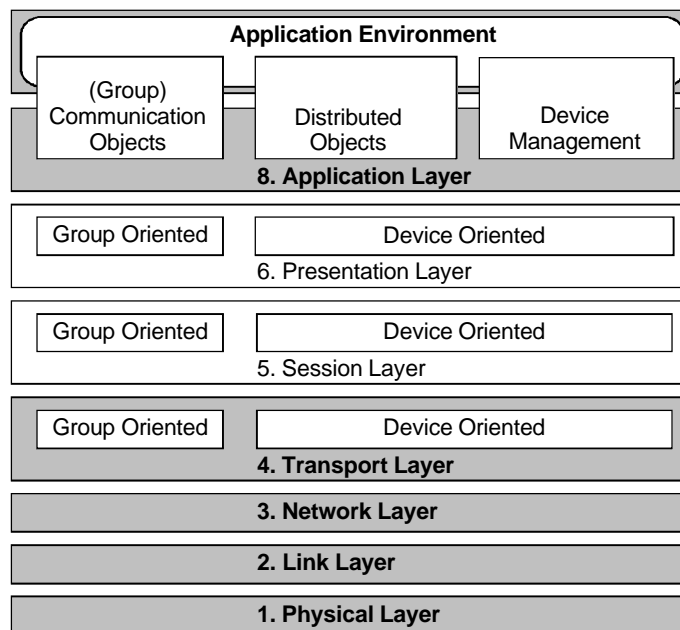 Application Environment
(Group)
Communication
Objects
Distributed
Objects
Device
Management
8. Application Layer
Group Oriented
Device Oriented
6. Presentation Layer
Group Oriented
Device Oriented
5. Session Layer
Group Oriented
Device Oriented
4. Transport Layer
3. Network Layer
2. Link Layer
1. Physical Layer